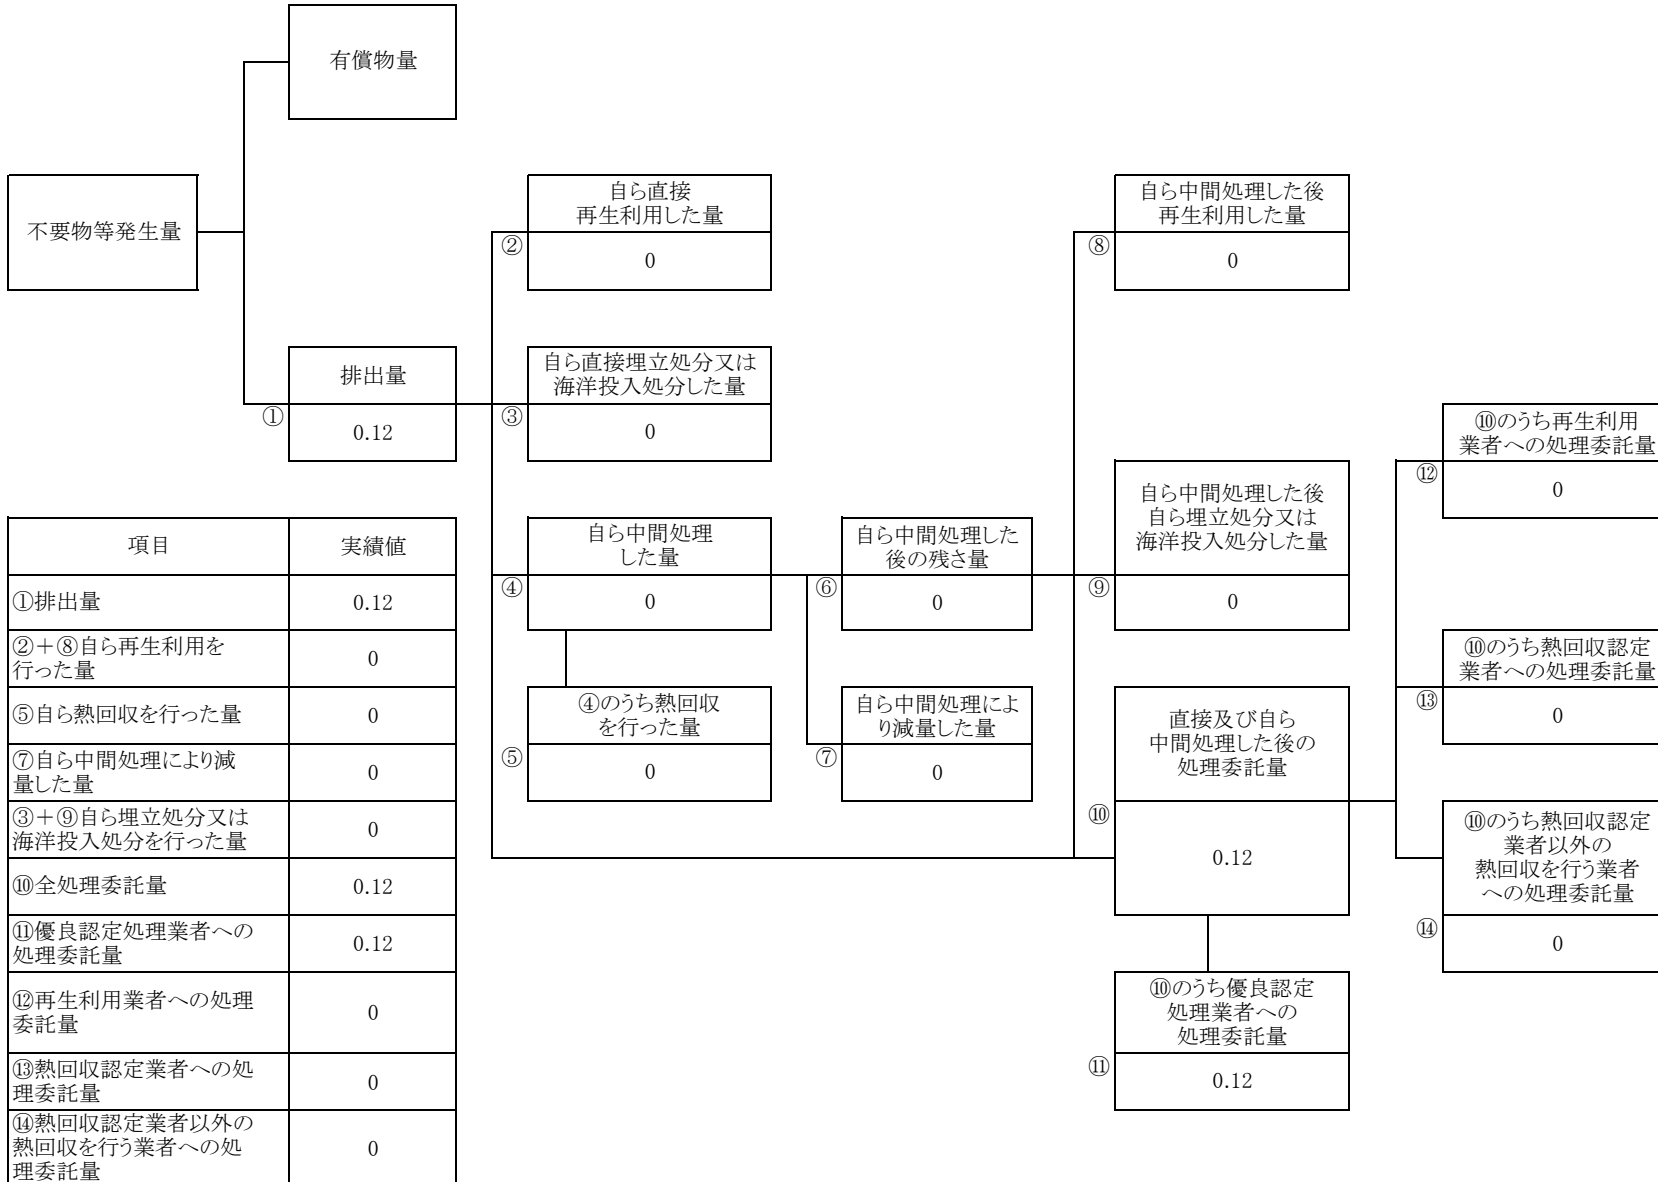 有償物量
不要物等発生量
自ら直接
再生利用した量
②
0
自ら中間処理した後
再生利用した量
⑧
0
排出量
①
0.12
自ら直接埋立処分又は
海洋投入処分した量
③
0
⑩のうち再生利用
業者への処理委託量
⑫
0
自ら中間処理
した量
④
0
自ら中間処理した
後の残さ量
⑥
0
自ら中間処理した後
自ら埋立処分又は
海洋投入処分した量
⑨
0
⑩のうち熱回収認定
業者への処理委託量
⑬
0
④のうち熱回収
を行った量
⑤
0
自ら中間処理によ
り減量した量
⑦
0
直接及び自ら
中間処理した後の
処理委託量
⑩
0.12
⑩のうち熱回収認定
業者以外の
熱回収を行う業者
への処理委託量
⑭
0
⑩のうち優良認定
処理業者への
処理委託量
⑪
0.12
項目
実績値
①排出量
0.12
②+⑧自ら再生利用を
行った量
0
⑤自ら熱回収を行った量
0
⑦自ら中間処理により減
量した量
0
③+⑨自ら埋立処分又は
海洋投入処分を行った量
0
⑩全処理委託量
0.12
⑪優良認定処理業者への
処理委託量
0.12
⑫再生利用業者への処理
委託量
0
⑬熱回収認定業者への処
理委託量
0
⑭熱回収認定業者以外の
熱回収を行う業者への処
理委託量
0